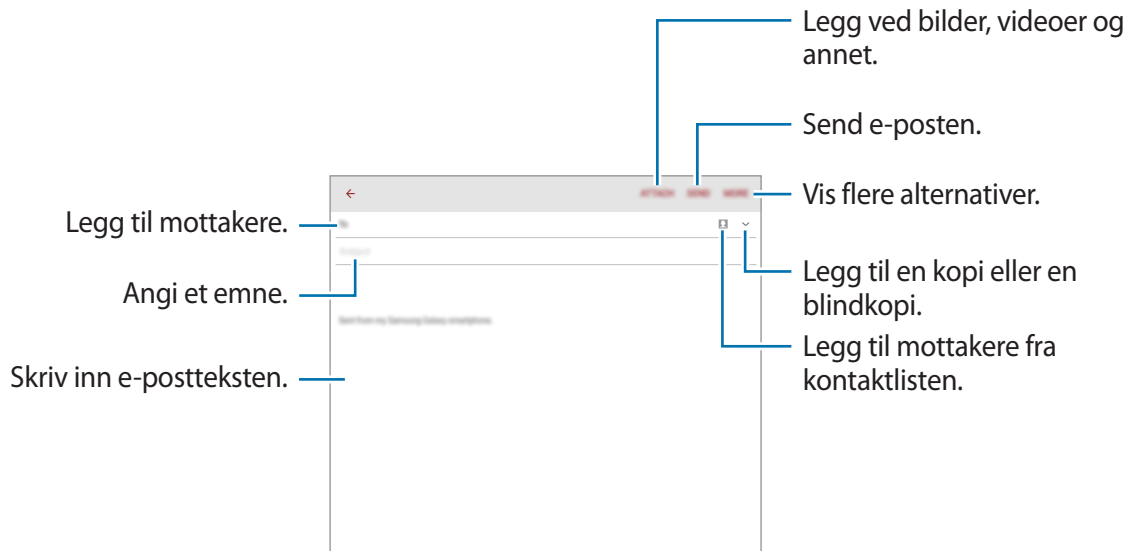 Legg ved bilder, videoer og
annet.
Send e-posten.
ATTACH SEND MORE
Vis flere alternativer.
Legg til mottakere.
To
Subject
Legg til en kopi eller en
blindkopi.
Angi et emne.
Sent from my Samsung Galaxy smartphone.
Legg til mottakere fra
kontaktlisten.
Skriv inn e-postteksten.